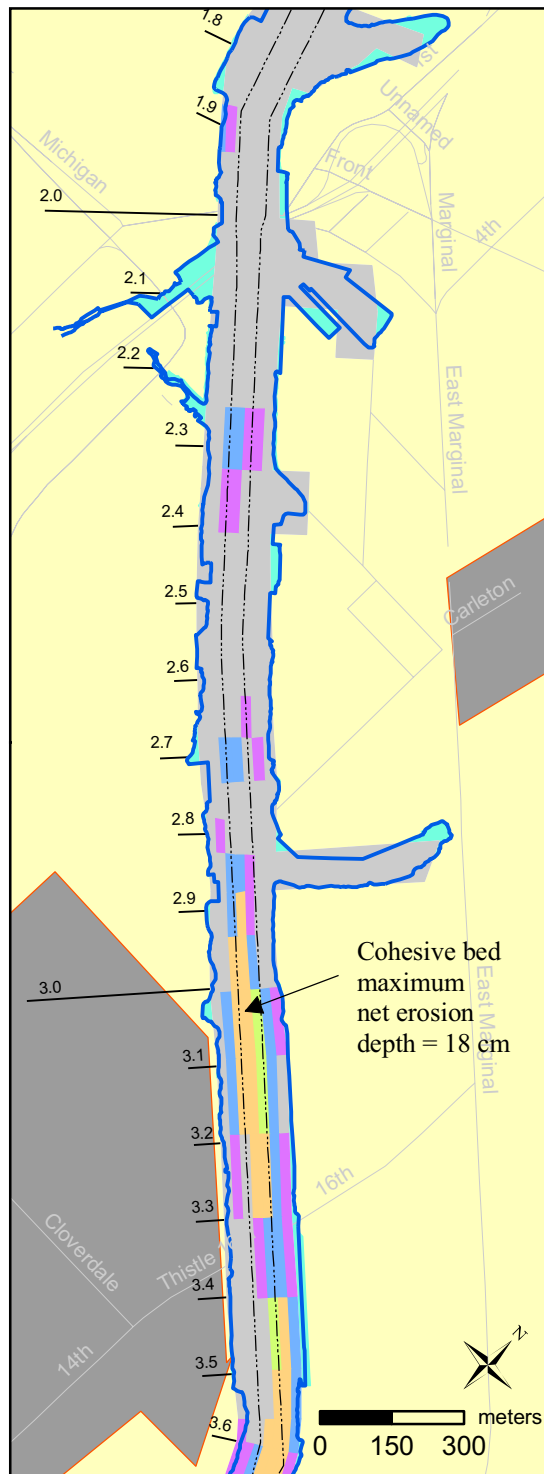 1.8
1st
1.9
Unnamed
Michigan
Front
2.0
Marginal
4th
2.1
2.2
East Marginal
2.3
2.4
2.5
Carleton
2.6
2.7
2.8
2.9
Cohesive bed
maximum
net erosion
depth = 18 cm
3.0
East Marginal
3.1
3.2
16th
3.3
Cloverdale
Thistle
3.4
14th
3.5
N
3.6
meters
0 150 300